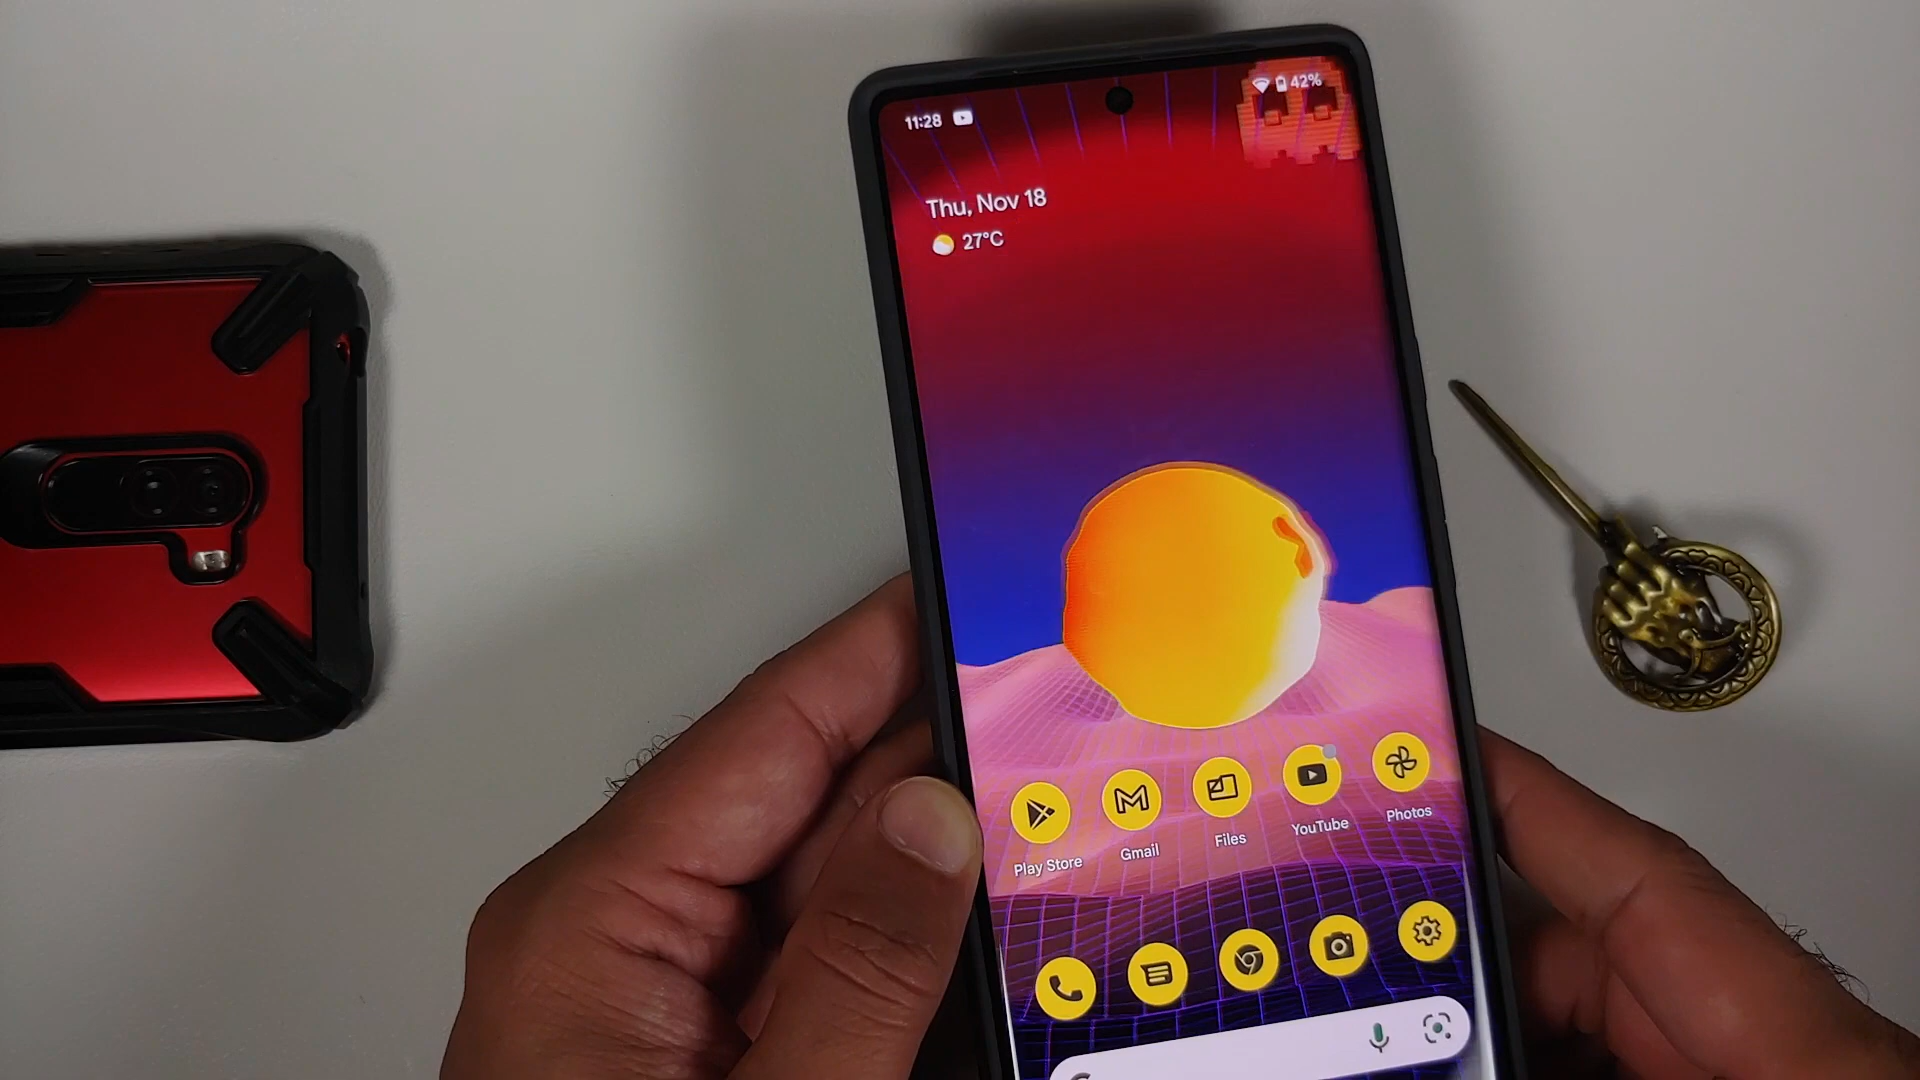 11:28
42%
Thu, Nov 18
27°C
Play Store
Gmail
Files
YouTube
Photos